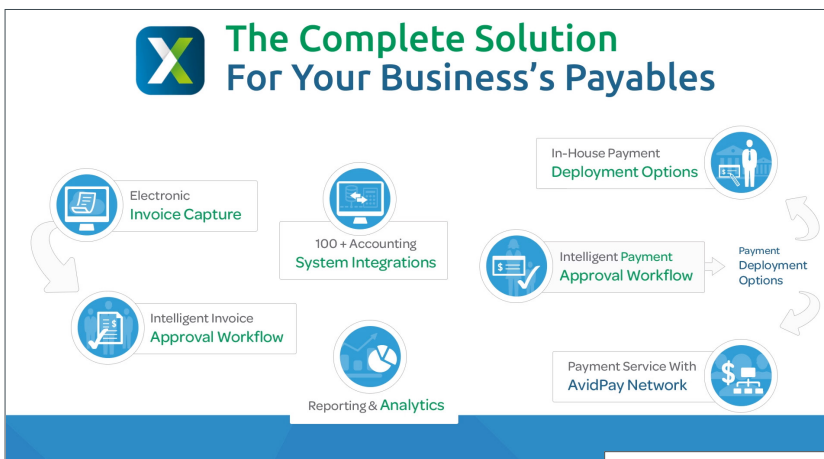 The Complete Solution
For Your Business's Payables
Electronic
Invoice Capture
Intelligent Invoice
Approval Workflow
100 + Accounting
System Integrations
Reporting & Analytics
In-House Payment
Deployment Options
Intelligent Payment
Approval Workflow
Payment
Deployment
Options
Payment Service With
AvidPay Network